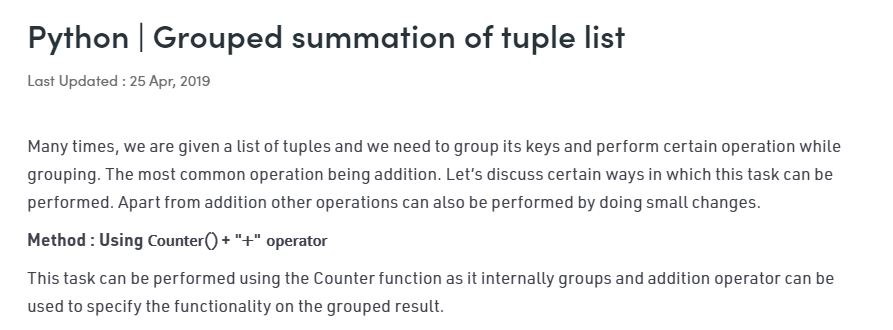 Python | Grouped summation of tuple list
Last Updated : 25 Apr, 2019
Many times, we are given a list of tuples and we need to group its keys and perform certain operation while
grouping. The most common operation being addition. Let’s discuss certain ways in which this task can be
performed. Apart from addition other operations can also be performed by doing small changes.
Method : Using Counter() + "+" operator
This task can be performed using the Counter function as it internally groups and addition operator can be
used to specify the functionality on the grouped result.